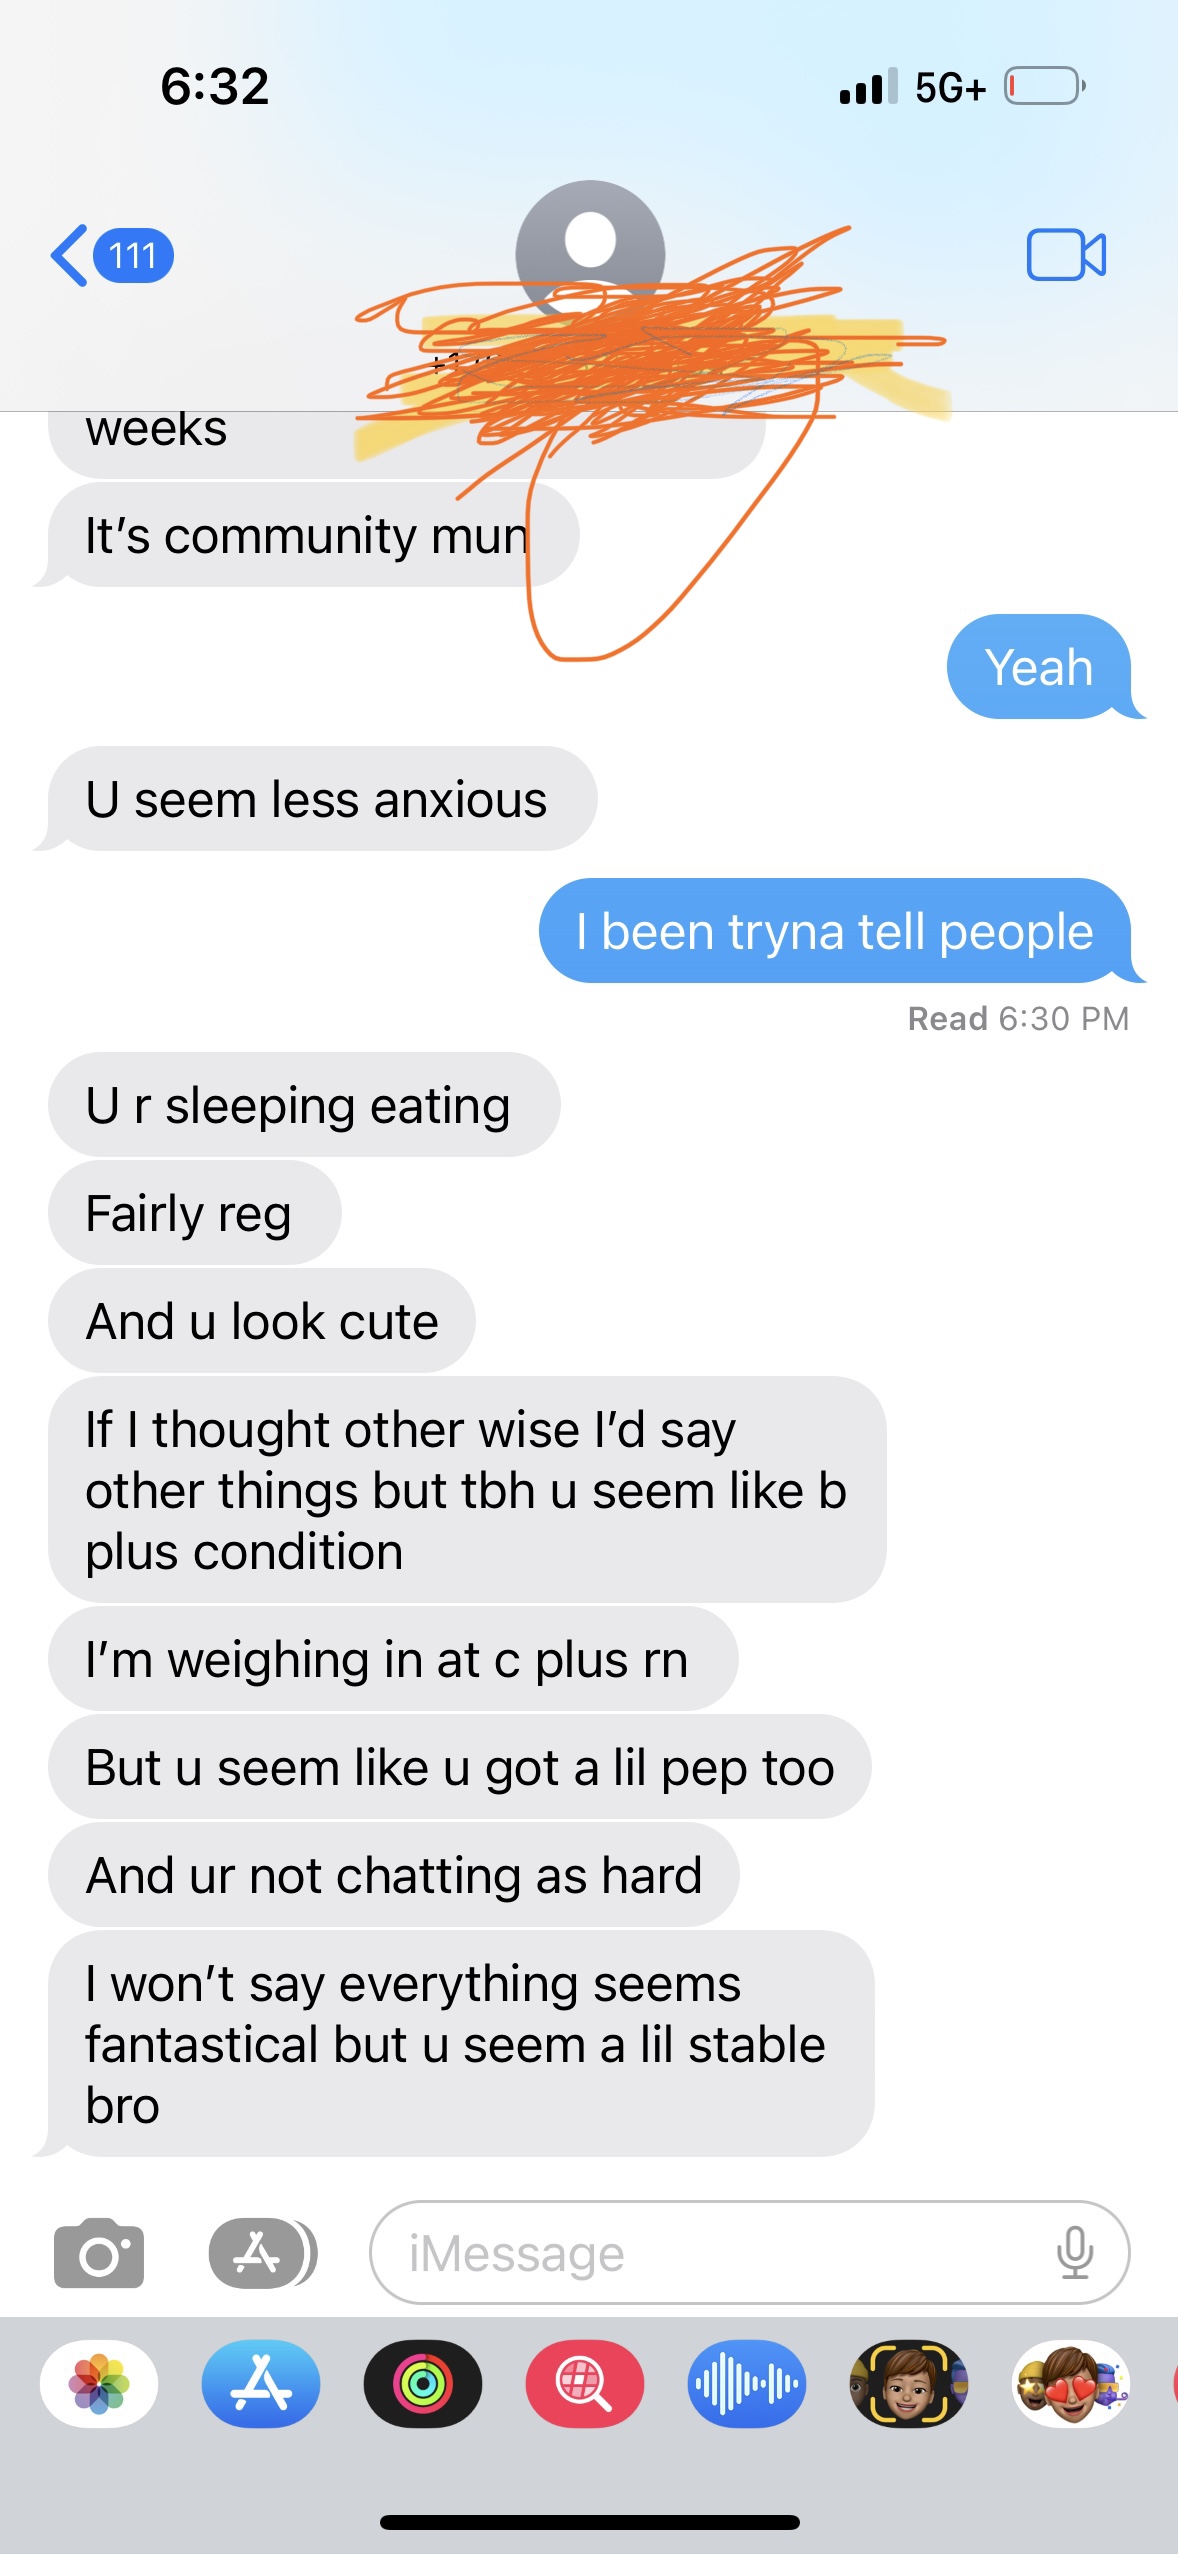 6:32
5G+
111
weeks
It's community mun
Yeah
U seem less anxious
I been tryna tell people
Read 6:30 PM
U r sleeping eating
Fairly reg
And u look cute
If I thought other wise I'd say
other things but tbh u seem like b
plus condition
I'm weighing in at c plus rn
But u seem like u got a lil pep too
And ur not chatting as hard
I won't say everything seems
fantastical but u seem a lil stable
bro
iMessage